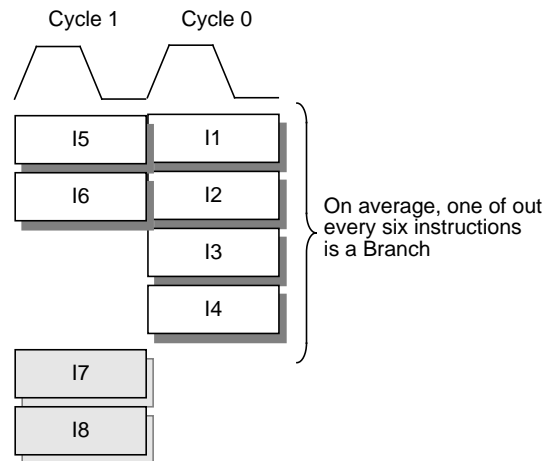 Cycle 1 Cycle 0
I5 I1
I6 I2
I3
I4
On average, one of out
every six instructions
is a Branch
I7
I8